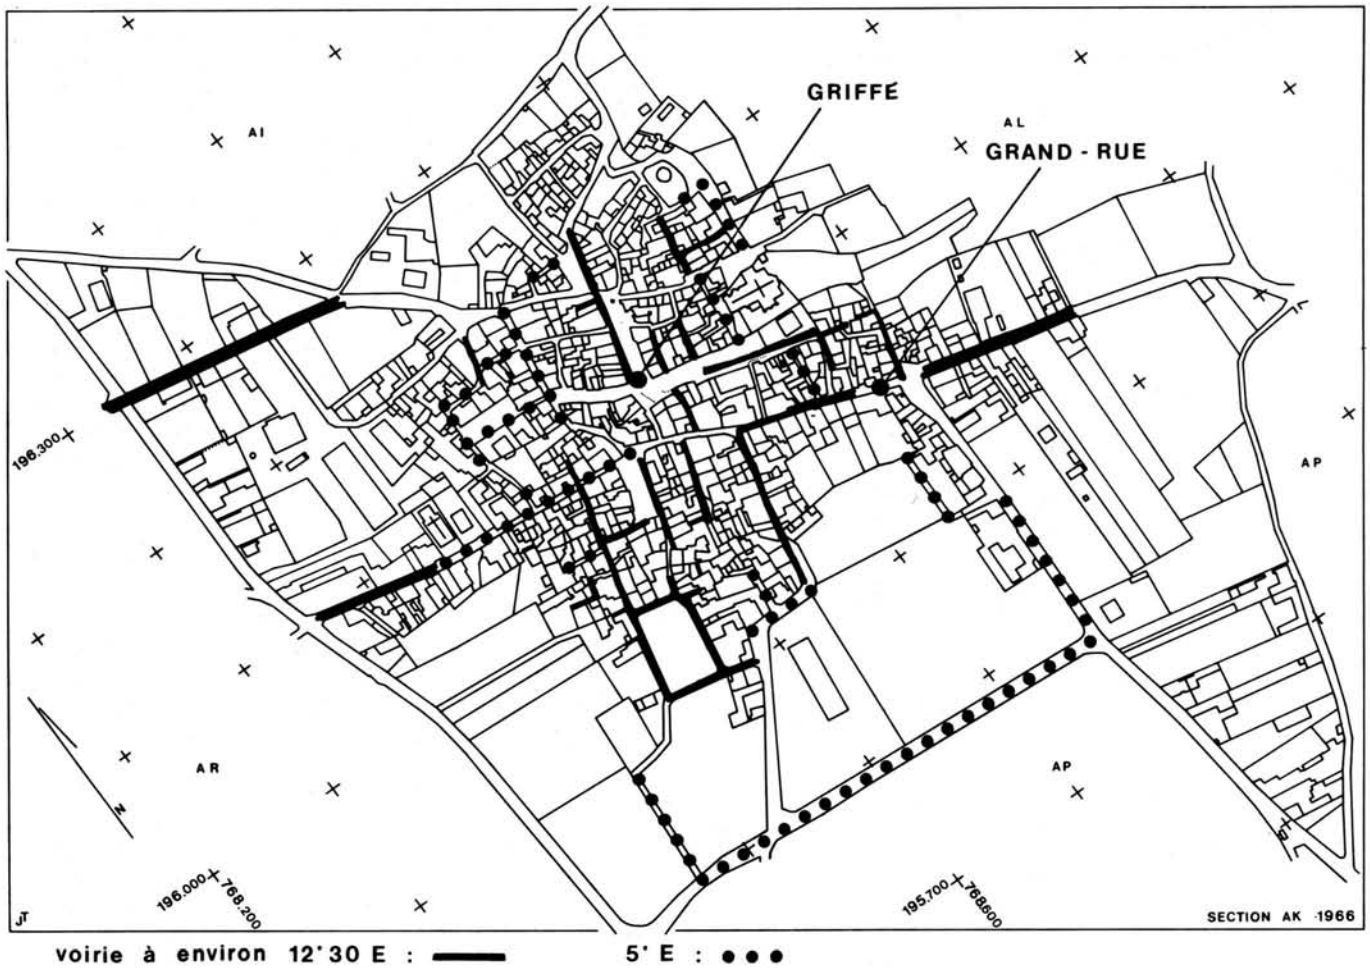 GRIFFE
AL
GRAND - RUE
AI
196.300
AP
AR
AP
N
196.000
768.200
195.700
768.600
JT
SECTION AK -1966
voirie à environ 12°30 E :
5° E :